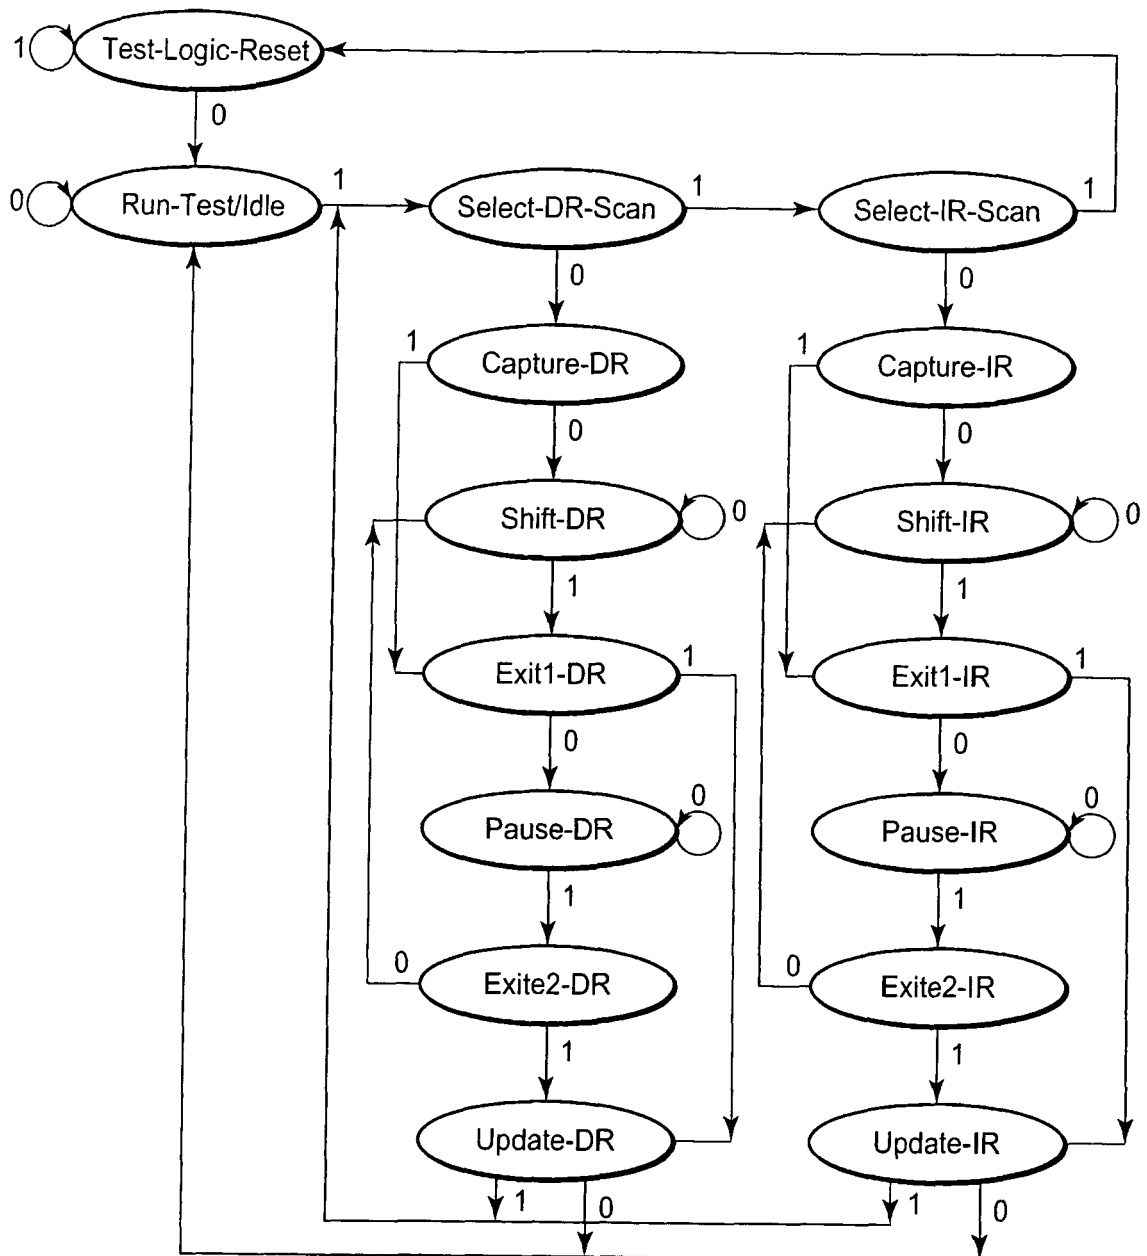 1 Test-Logic-Reset
0
0 Run-Test/Idle 1 Select-DR-Scan 1 Select-IR-Scan 1
0 0
1 Capture-DR 1 Capture-IR
0 0
Shift-DR 0 Shift-IR 0
1 1
Exit1-DR 1 Exit1-IR 1
0 0
0 0
Pause-DR Pause-IR
1 1
0 Exite2-DR 0 Exite2-IR
1 1
Update-DR Update-IR
1 0 1 0